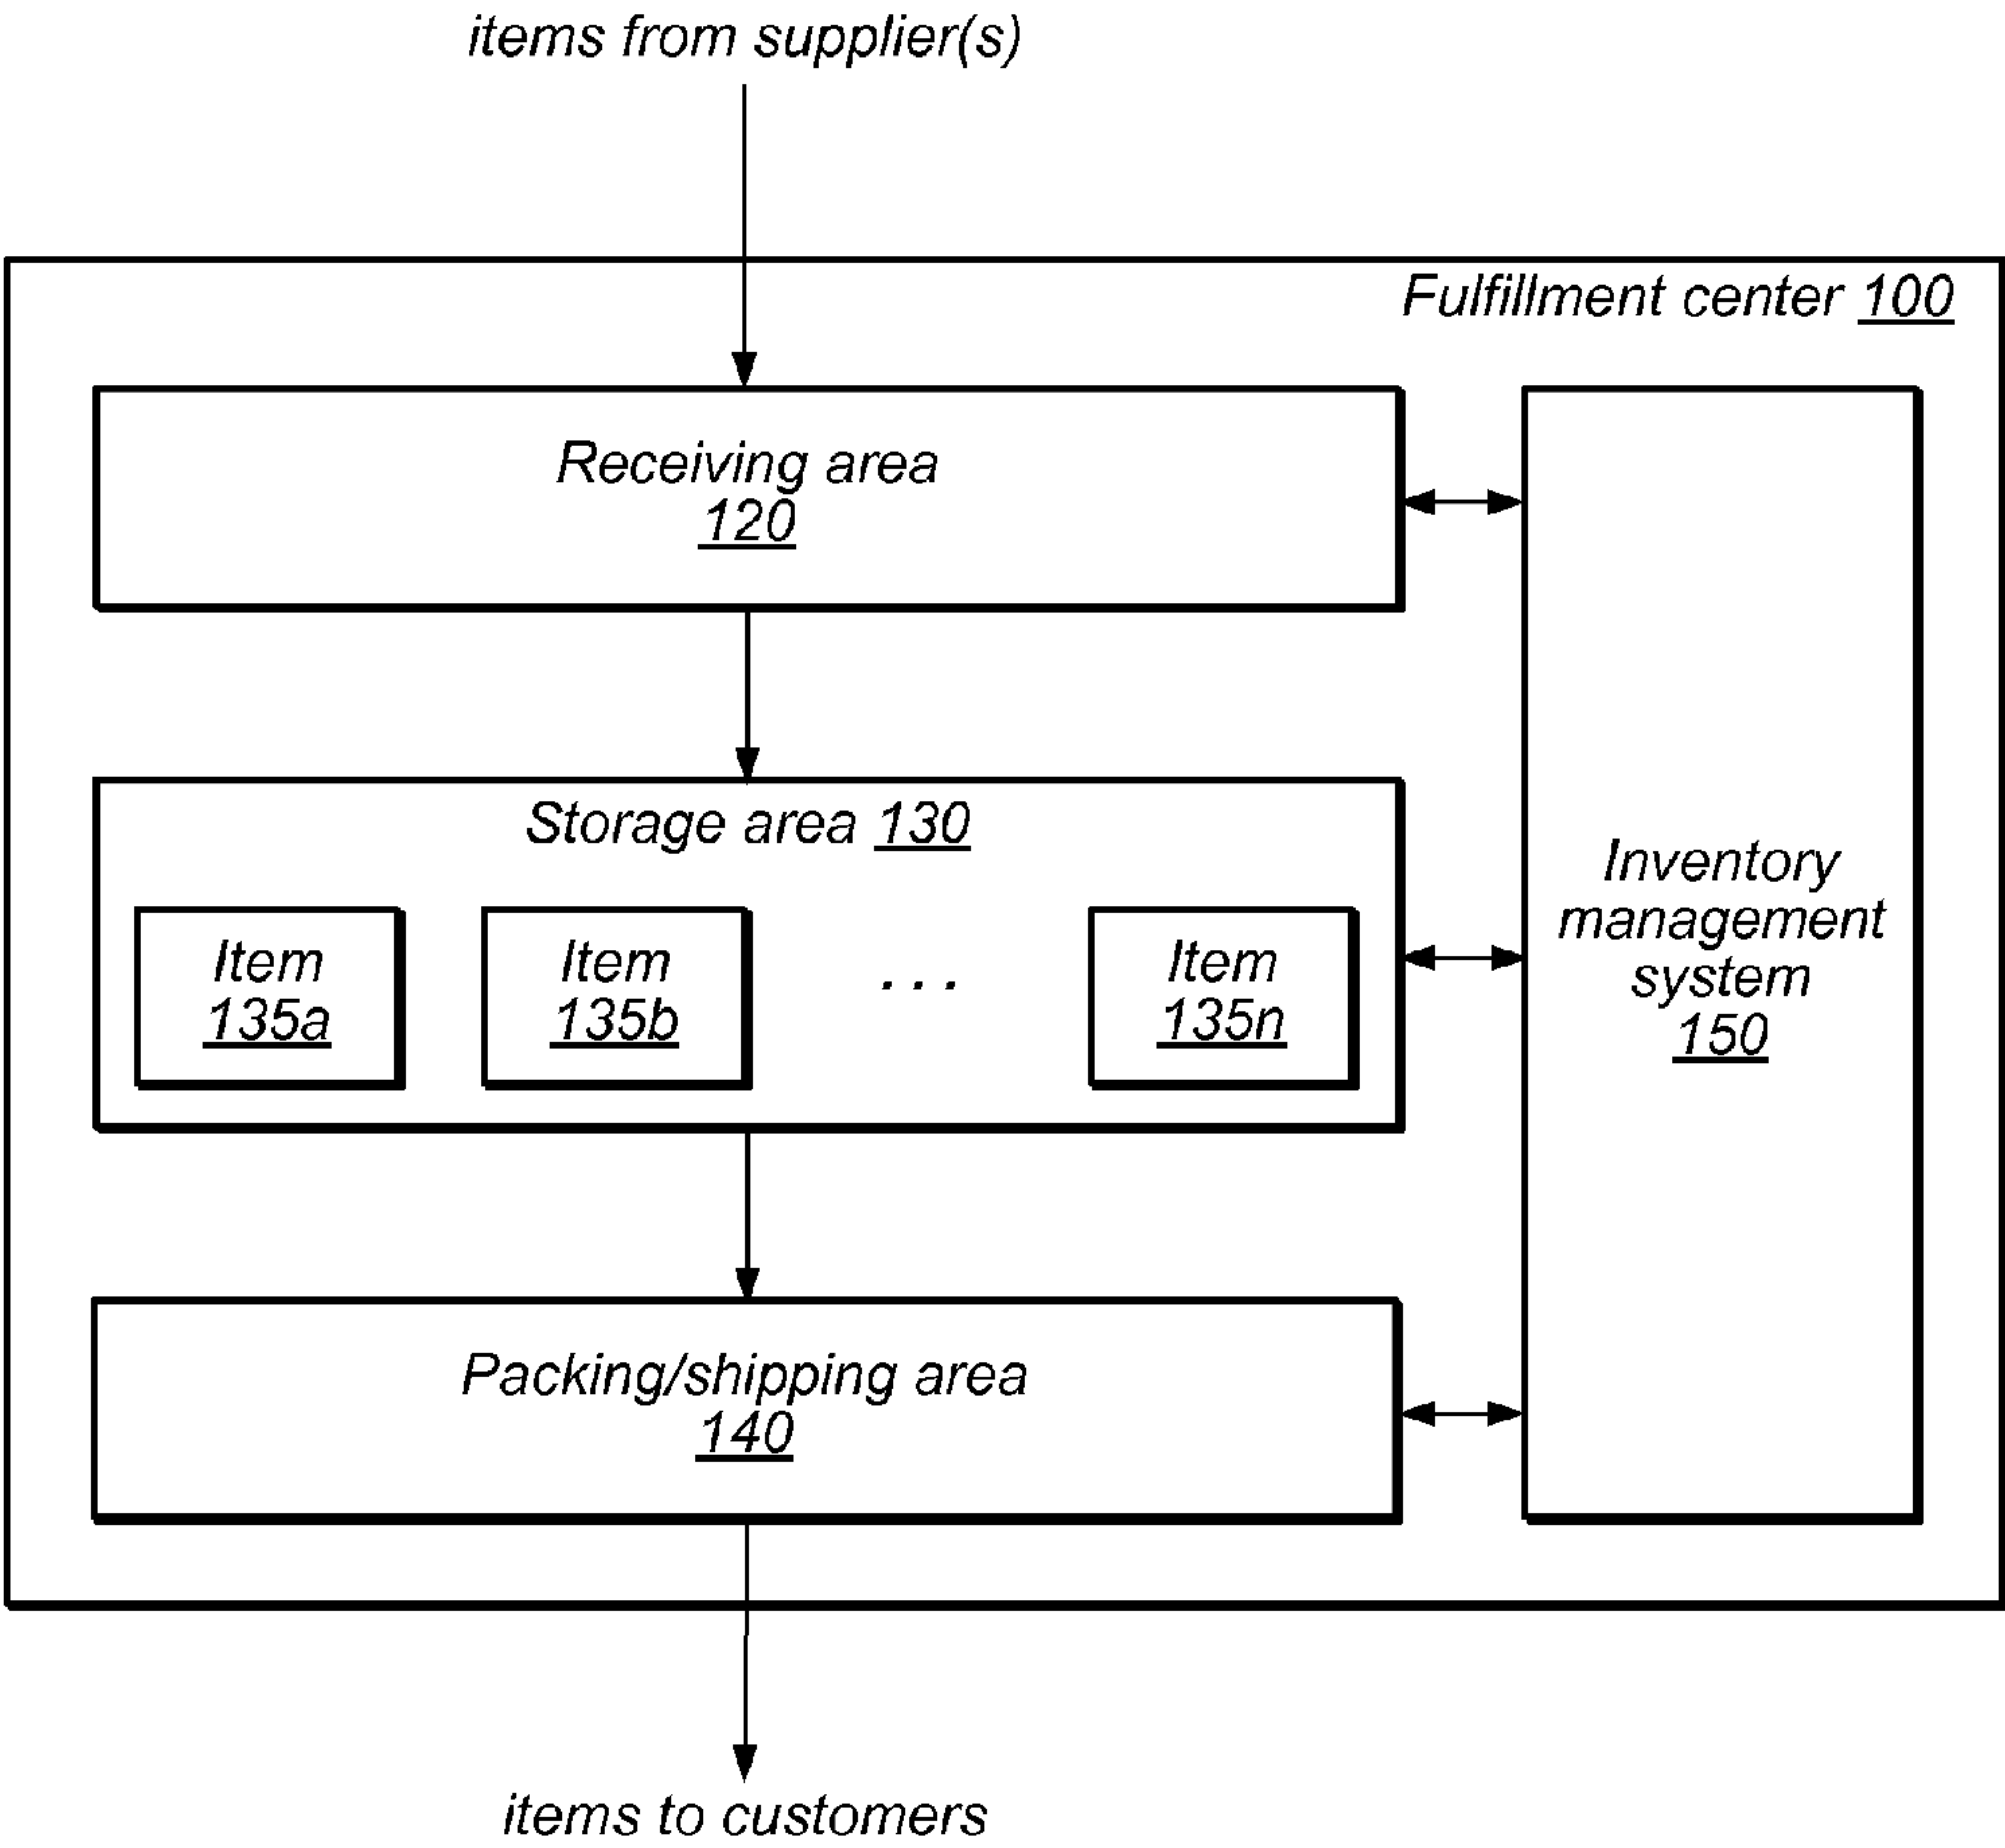 items from supplier(s)
Fulfillment center 100
Receiving area
120
Storage area 130
Item
135a
Item
135b
. . .
Item
135n
Inventory
management
system
150
Packing/shipping area
140
items to customers